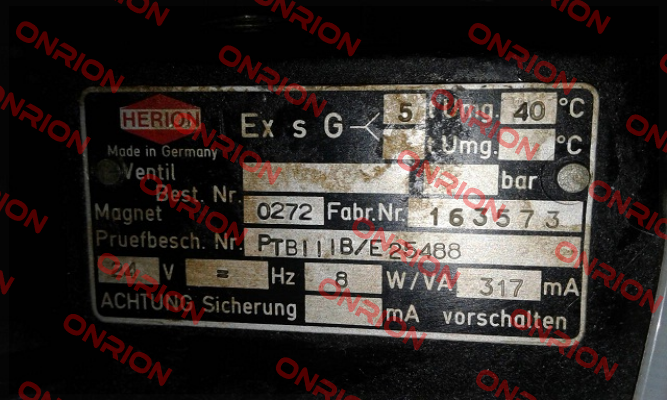 HERION
Ex s G 5 t Umg. 40 °C
t Umg. °C
Made in Germany
Ventil bar
Best. Nr.
Magnet 0272 Fabr.Nr. 163573
Pruefbesch. Nr. PTB III B/E 25488
24 V = Hz 8 W/VA 317 mA
ACHTUNG Sicherung mA vorschalten
ONRION